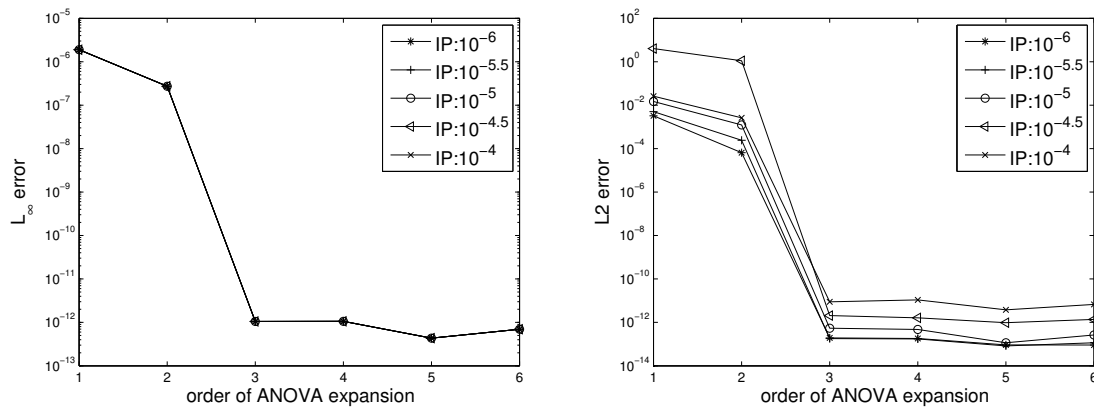 10⁻⁵
10⁻⁶
10⁻⁷
10⁻⁸
10⁻⁹
10⁻¹⁰
10⁻¹¹
10⁻¹²
10⁻¹³
L∞ error
1 2 3 4 5 6
order of ANOVA expansion
IP:10⁻⁶
IP:10⁻⁵·⁵
IP:10⁻⁵
IP:10⁻⁴·⁵
IP:10⁻⁴
10²
10⁰
10⁻²
10⁻⁴
10⁻⁶
10⁻⁸
10⁻¹⁰
10⁻¹²
10⁻¹⁴
L2 error
1 2 3 4 5 6
order of ANOVA expansion
IP:10⁻⁶
IP:10⁻⁵·⁵
IP:10⁻⁵
IP:10⁻⁴·⁵
IP:10⁻⁴